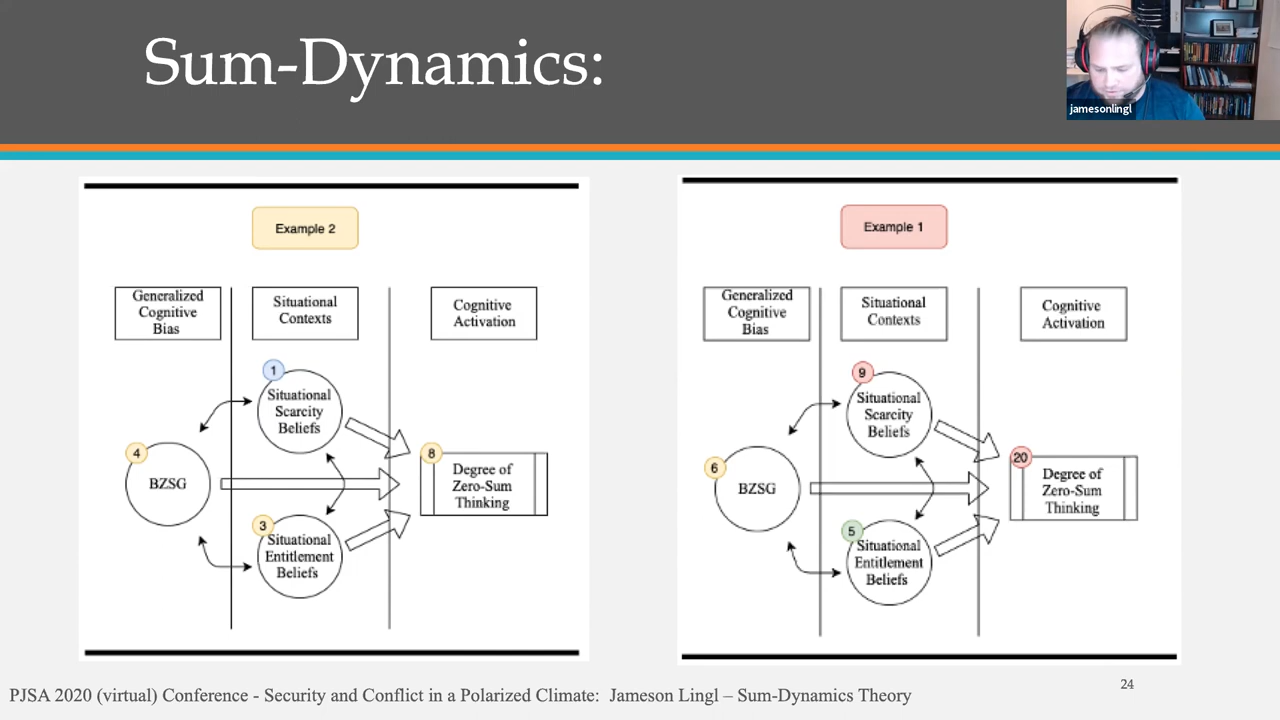 Sum-Dynamics:
jamesonlingl
Example 2
Generalized
Cognitive
Bias
Situational
Contexts
Cognitive
Activation
1
Situational
Scarcity
Beliefs
4
BZSG
8
Degree of
Zero-Sum
Thinking
3
Situational
Entitlement
Beliefs
Example 1
Generalized
Cognitive
Bias
Situational
Contexts
Cognitive
Activation
9
Situational
Scarcity
Beliefs
6
BZSG
20
Degree of
Zero-Sum
Thinking
5
Situational
Entitlement
Beliefs
PJSA 2020 (virtual) Conference - Security and Conflict in a Polarized Climate: Jameson Lingl – Sum-Dynamics Theory
24